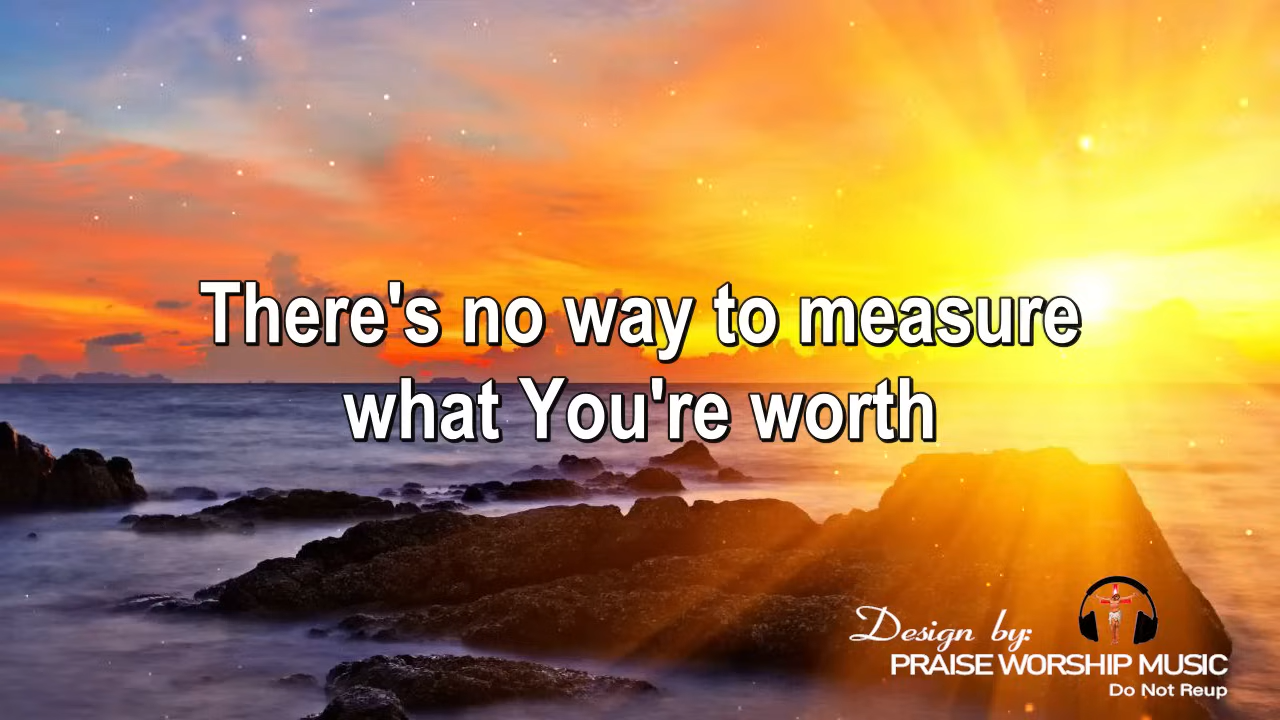 There's no way to measure
what You're worth
Design by:
PRAISE WORSHIP MUSIC
Do Not Reup